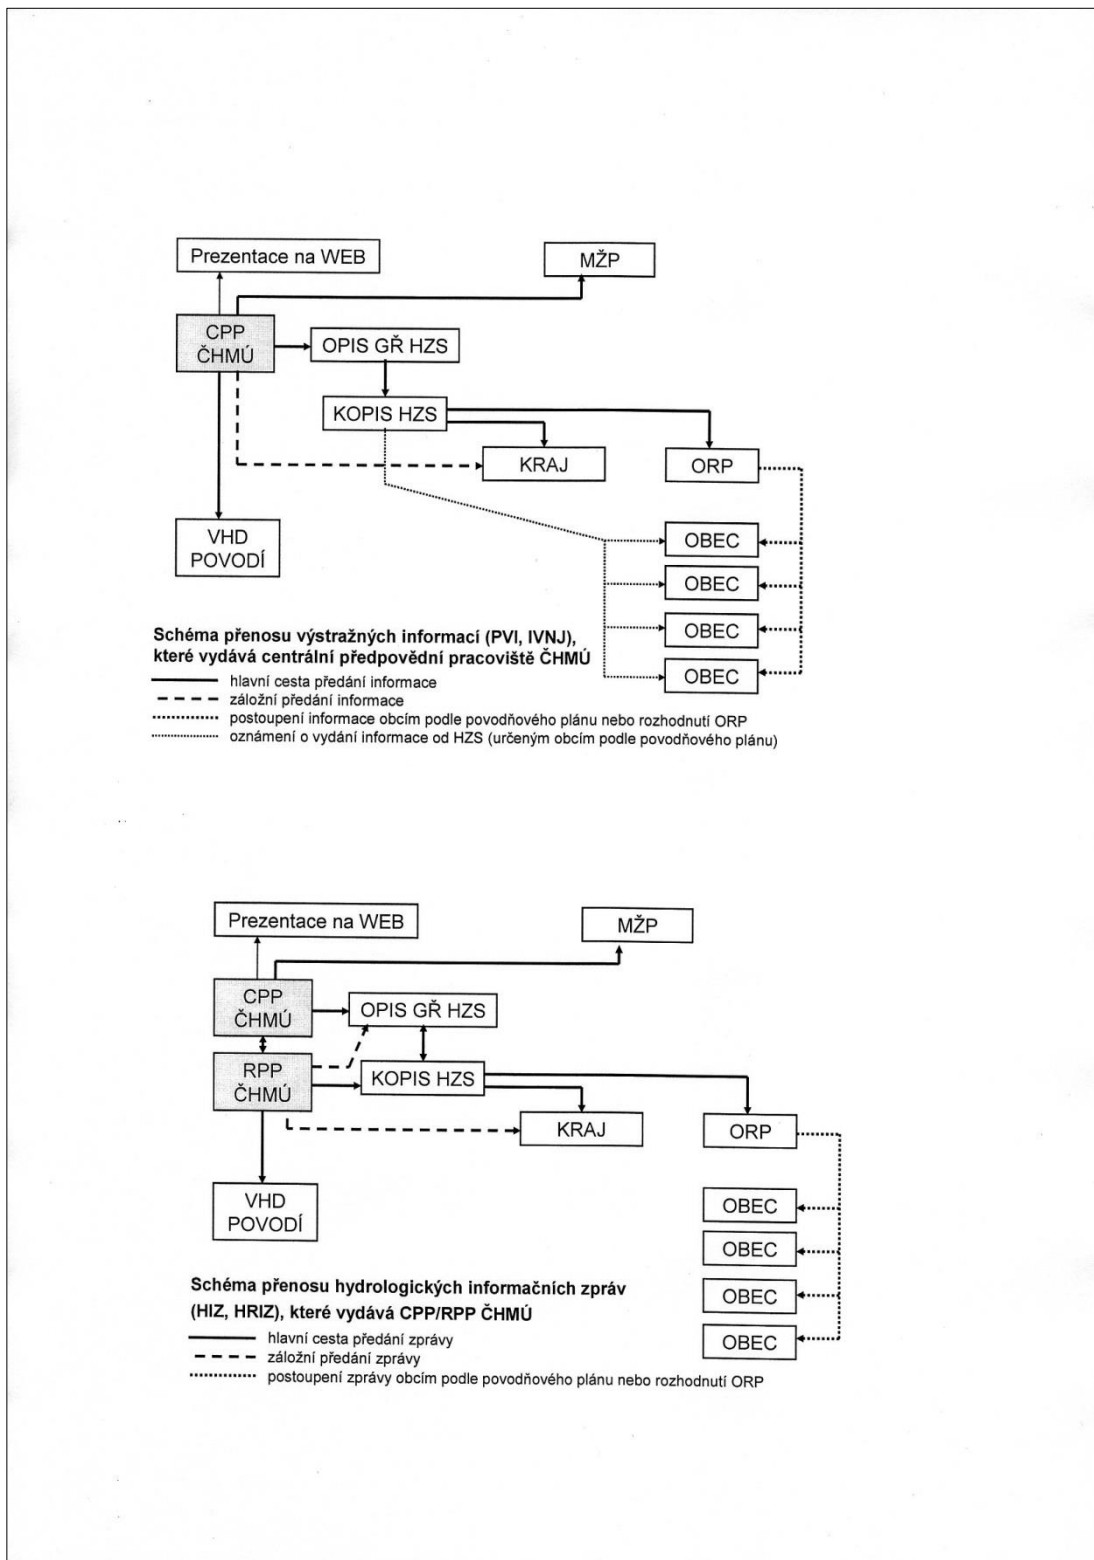 Prezentace na WEB
MŽP
CPP
ČHMÚ
OPIS GŘ HZS
KOPIS HZS
KRAJ
ORP
VHD
POVODÍ
OBEC
OBEC
OBEC
OBEC
Schéma přenosu výstražných informací (PVI, IVNJ),
které vydává centrální předpovědní pracoviště ČHMÚ
hlavní cesta předání informace
záložní předání informace
postoupení informace obcím podle povodňového plánu nebo rozhodnutí ORP
oznámení o vydání informace od HZS (určeným obcím podle povodňového plánu)
Prezentace na WEB
MŽP
CPP
ČHMÚ
OPIS GŘ HZS
RPP
ČHMÚ
KOPIS HZS
KRAJ
ORP
VHD
POVODÍ
OBEC
OBEC
OBEC
OBEC
Schéma přenosu hydrologických informačních zpráv
(HIZ, HRIZ), které vydává CPP/RPP ČHMÚ
hlavní cesta předání zprávy
záložní předání zprávy
postoupení zprávy obcím podle povodňového plánu nebo rozhodnutí ORP